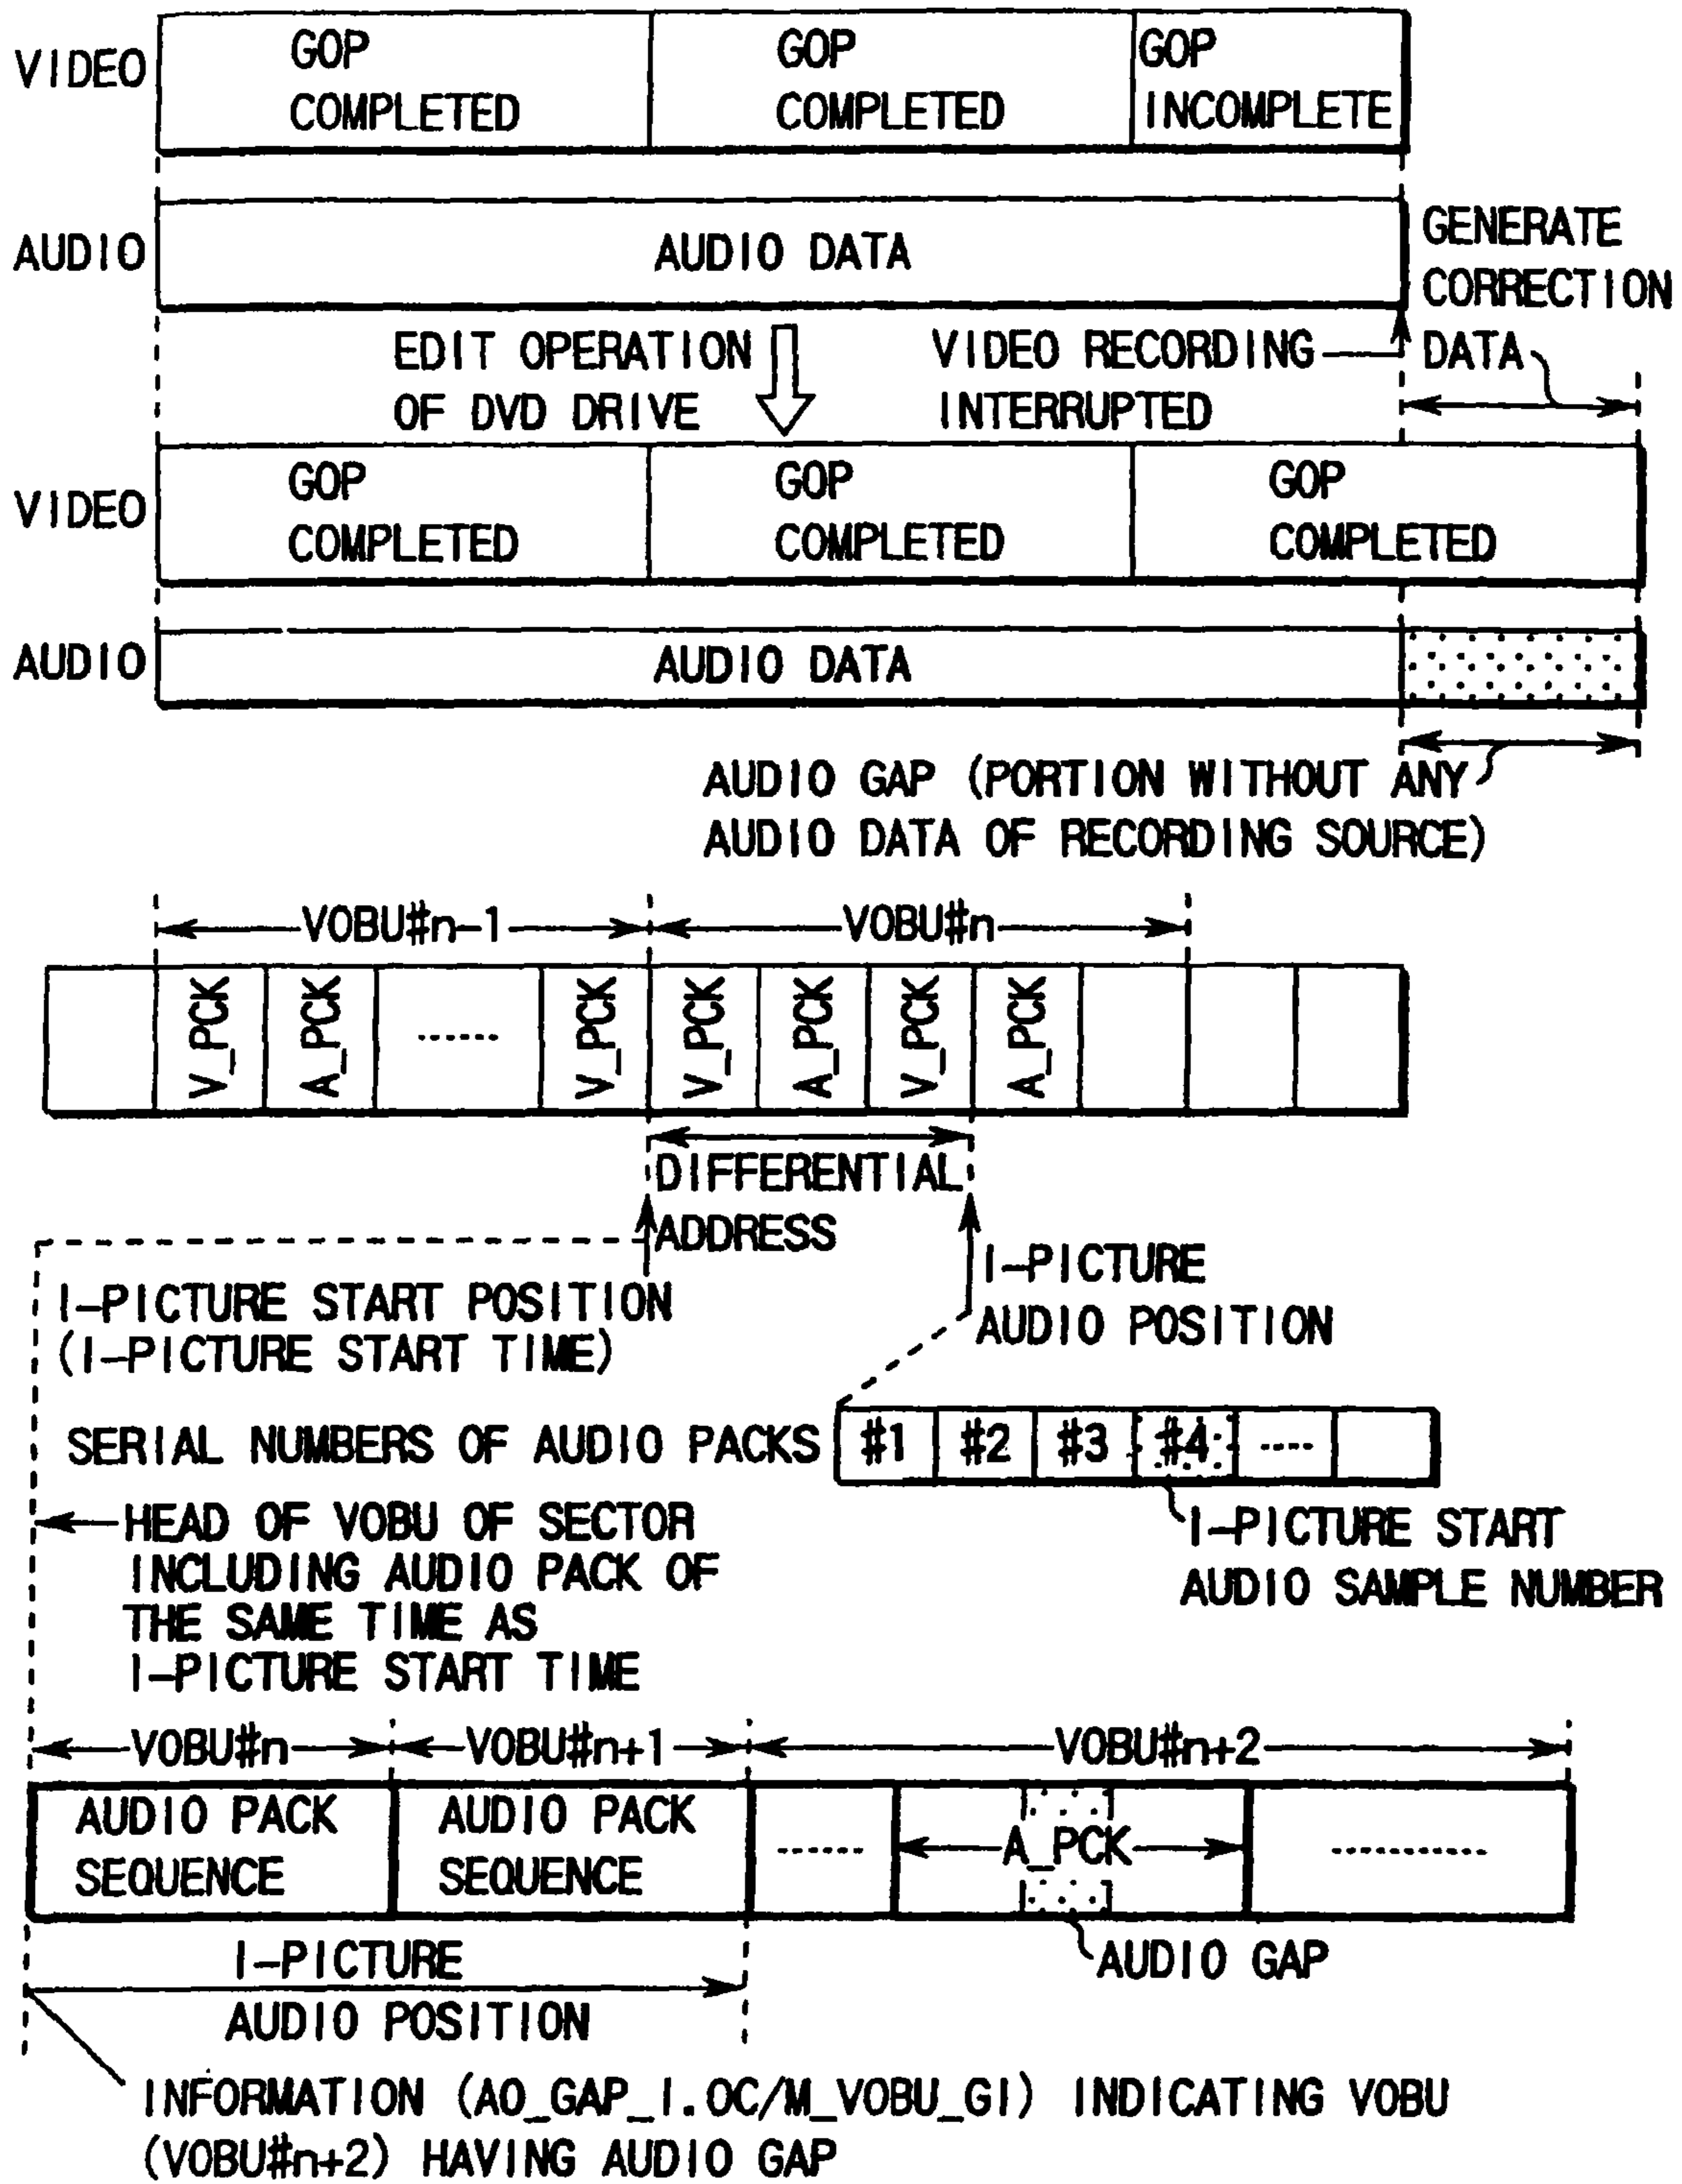 VIDEO
GOP
COMPLETED
GOP
COMPLETED
GOP
INCOMPLETE
AUDIO
AUDIO DATA
GENERATE
CORRECTION
DATA
EDIT OPERATION
OF DVD DRIVE
VIDEO RECORDING
INTERRUPTED
VIDEO
GOP
COMPLETED
GOP
COMPLETED
GOP
COMPLETED
AUDIO
AUDIO DATA
AUDIO GAP (PORTION WITHOUT ANY
AUDIO DATA OF RECORDING SOURCE)
VOBU#n-1
VOBU#n
V_PCK
A_PCK
......
V_PCK
V_PCK
A_PCK
V_PCK
A_PCK
DIFFERENTIAL
ADDRESS
I-PICTURE START POSITION
(I-PICTURE START TIME)
I-PICTURE
AUDIO POSITION
SERIAL NUMBERS OF AUDIO PACKS
#1
#2
#3
#4
....
I-PICTURE START
AUDIO SAMPLE NUMBER
HEAD OF VOBU OF SECTOR
INCLUDING AUDIO PACK OF
THE SAME TIME AS
I-PICTURE START TIME
VOBU#n
VOBU#n+1
VOBU#n+2
AUDIO PACK
SEQUENCE
AUDIO PACK
SEQUENCE
......
A_PCK
...........
AUDIO GAP
I-PICTURE
AUDIO POSITION
INFORMATION (A0_GAP_I.OC/M_VOBU_GI) INDICATING VOBU
(VOBU#n+2) HAVING AUDIO GAP